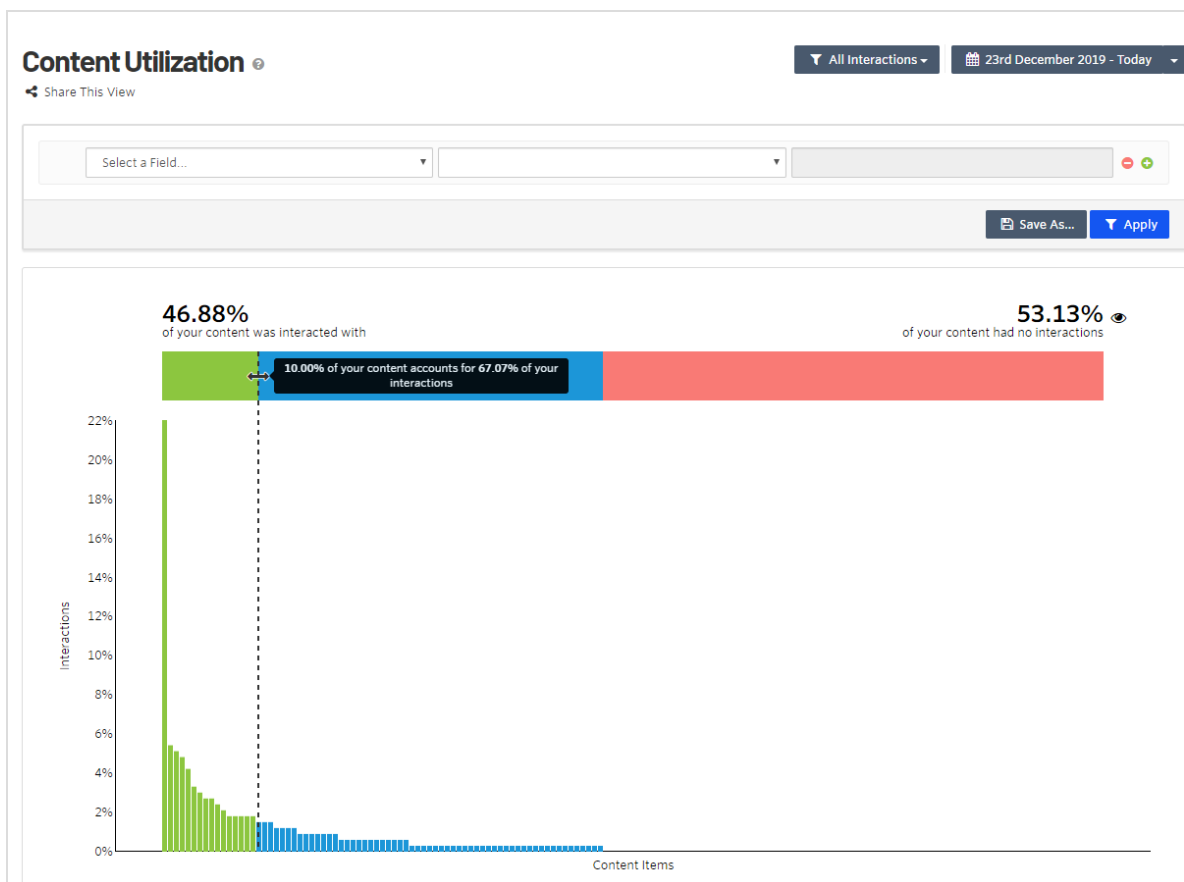 Content Utilization
All Interactions
23rd December 2019 - Today
Share This View
Select a Field...
Save As...
Apply
46.88%
of your content was interacted with
53.13%
of your content had no interactions
10.00% of your content accounts for 67.07% of your
interactions
22%
20%
18%
16%
14%
12%
10%
8%
6%
4%
2%
0%
Interactions
Content Items